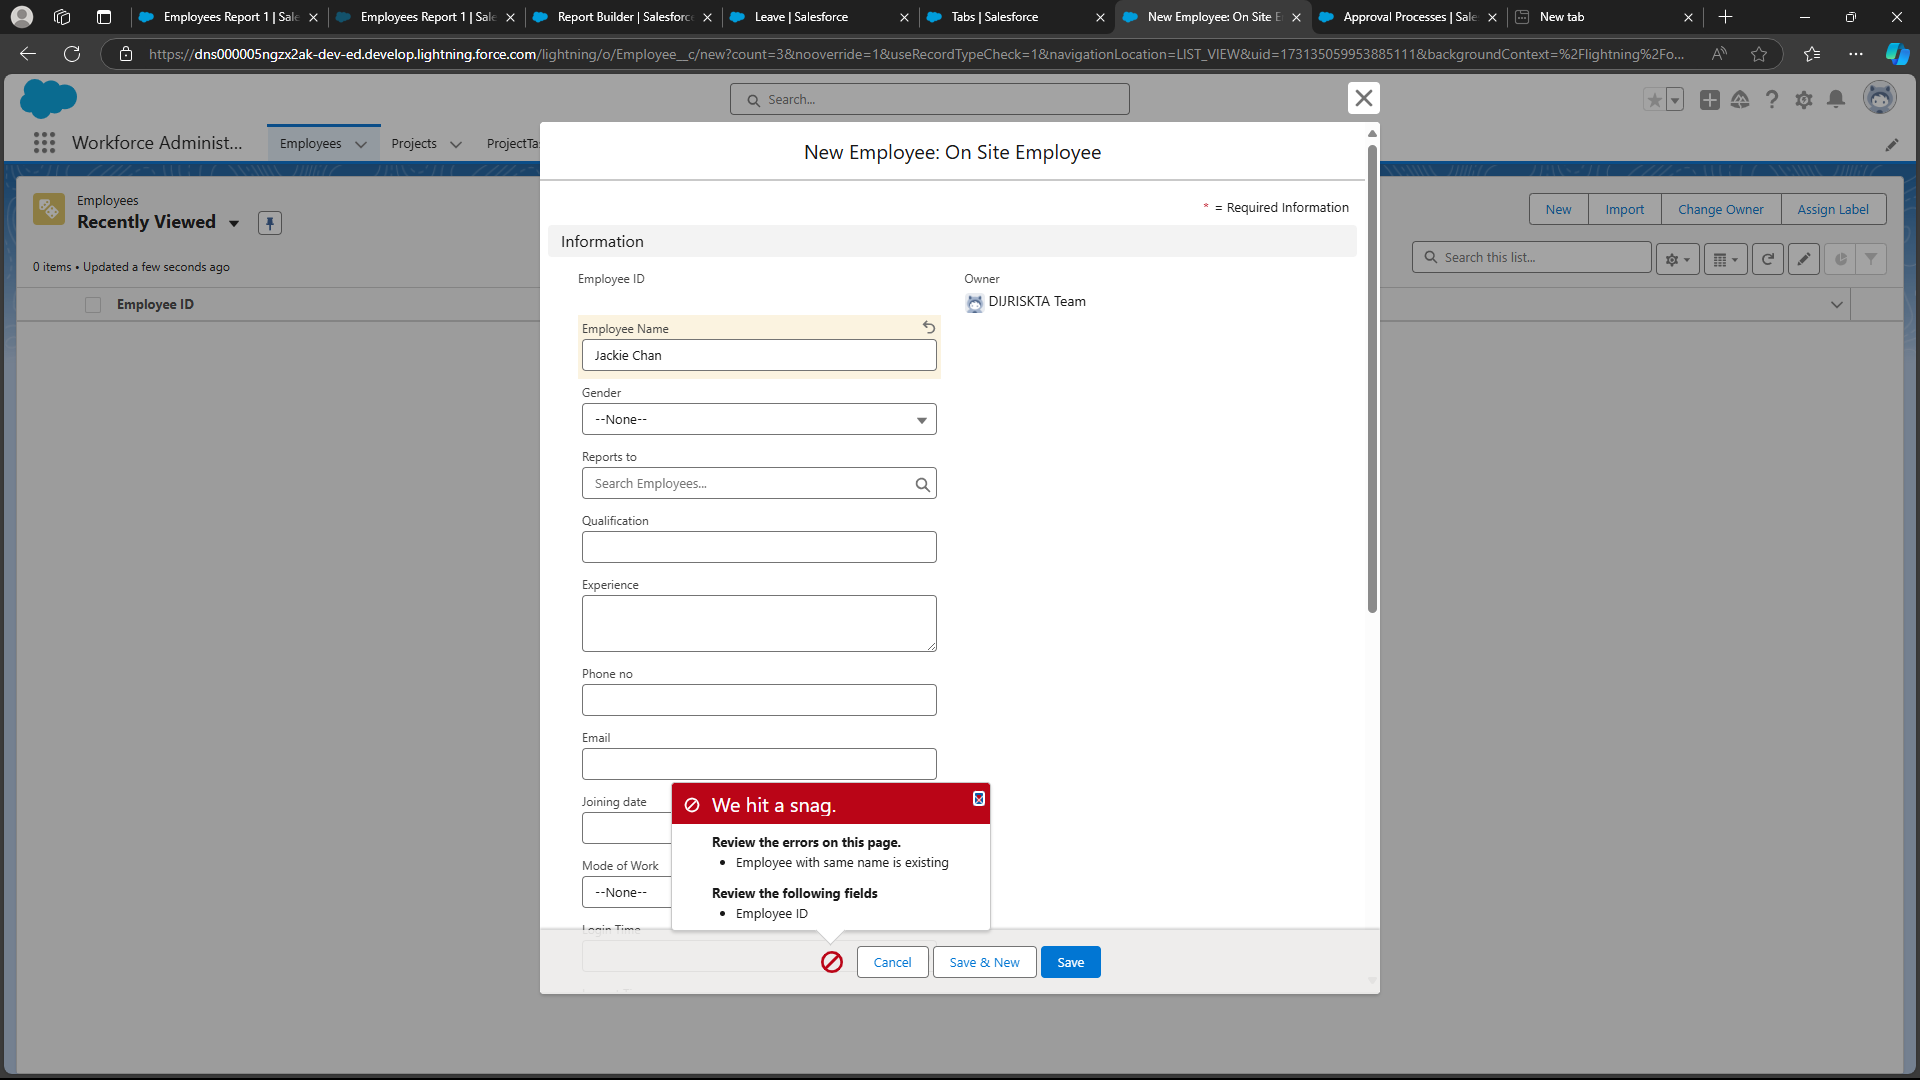 Employees Report 1 | Sale
Employees Report 1 | Sale
Report Builder | Salesforce
Leave | Salesforce
Tabs | Salesforce
New Employee: On Site E
Approval Processes | Sale
New tab
https://dns000005ngzx2ak-dev-ed.develop.lightning.force.com/lightning/o/Employee__c/new?count=3&nooverride=1&useRecordTypeCheck=1&navigationLocation=LIST_VIEW&uid=173135059953885111&backgroundContext=%2Flightning%2Fo...
Search...
Workforce Administ...
Employees
Projects
ProjectTa
New Employee: On Site Employee
* = Required Information
Employees
Recently Viewed
New
Import
Change Owner
Assign Label
0 items • Updated a few seconds ago
Search this list...
Employee ID
Information
Employee ID
Owner
DIJRISKTA Team
Employee Name
Jackie Chan
Gender
--None--
Reports to
Search Employees...
Qualification
Experience
Phone no
Email
Joining date
Mode of Work
--None--
Login Time
We hit a snag.
Review the errors on this page.
• Employee with same name is existing
Review the following fields
• Employee ID
Cancel
Save & New
Save